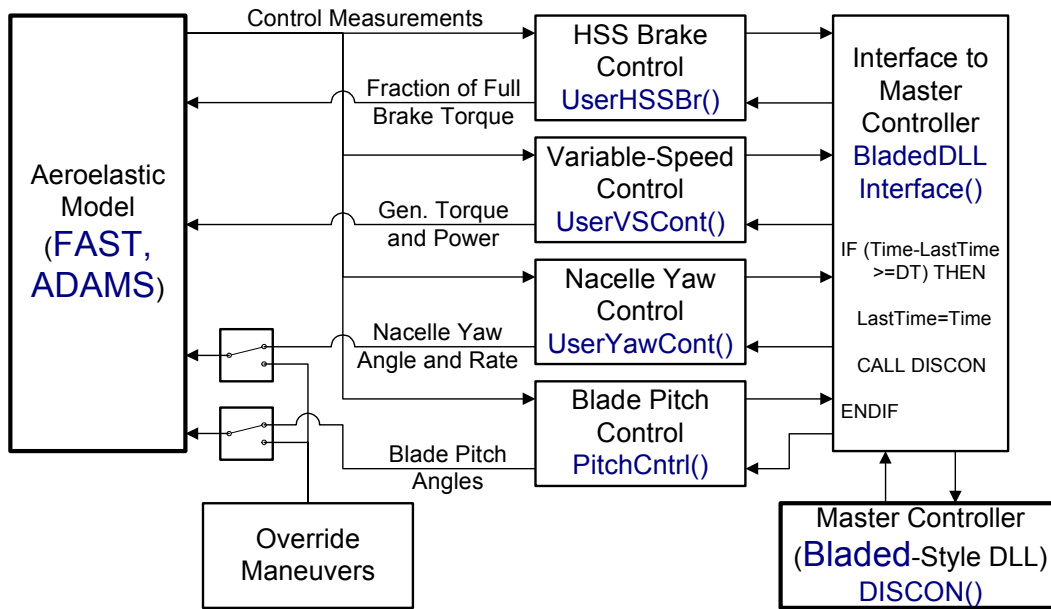 Control Measurements
HSS Brake
Control
UserHSSBr()
Fraction of Full
Brake Torque
Interface to
Master
Controller
BladedDLL
Interface()
IF (Time-LastTime
>=DT) THEN
LastTime=Time
CALL DISCON
ENDIF
Aeroelastic
Model
(FAST,
ADAMS)
Variable-Speed
Control
UserVSCont()
Gen. Torque
and Power
Nacelle Yaw
Control
UserYawCont()
Nacelle Yaw
Angle and Rate
Blade Pitch
Control
PitchCntrl()
Blade Pitch
Angles
Override
Maneuvers
Master Controller
(Bladed-Style DLL)
DISCON()